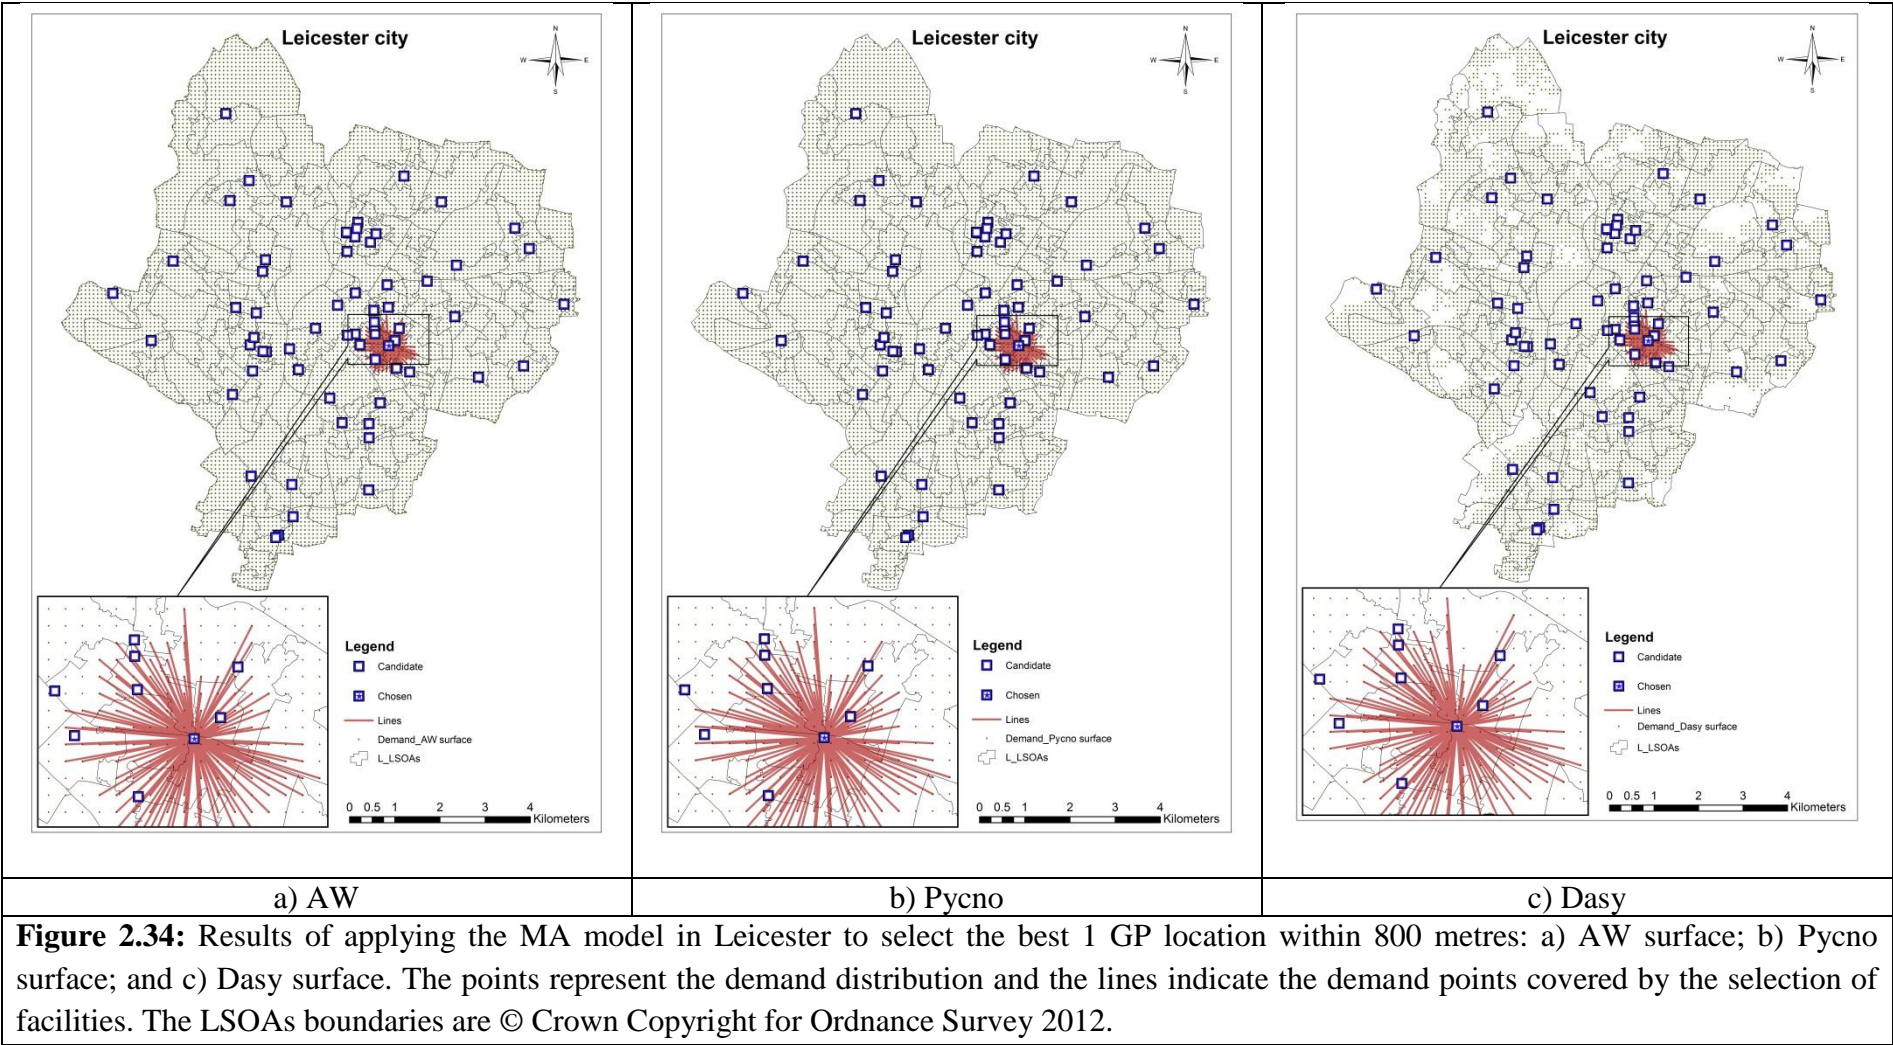 Leicester city
N
W E
S
Legend
Candidate
Chosen
Lines
Demand_AW surface
L_LSOAs
0 0.5 1 2 3 4
Kilometers
Leicester city
N
W E
S
Legend
Candidate
Chosen
Lines
Demand_Pycno surface
L_LSOAs
0 0.5 1 2 3 4
Kilometers
Leicester city
N
W E
S
Legend
Candidate
Chosen
Lines
Demand_Dasy surface
L_LSOAs
0 0.5 1 2 3 4
Kilometers
a) AW
b) Pycno
c) Dasy
Figure 2.34: Results of applying the MA model in Leicester to select the best 1 GP location within 800 metres: a) AW surface; b) Pycno
surface; and c) Dasy surface. The points represent the demand distribution and the lines indicate the demand points covered by the selection of
facilities. The LSOAs boundaries are © Crown Copyright for Ordnance Survey 2012.